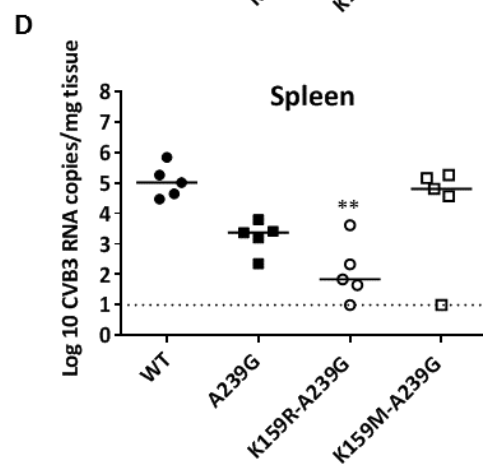 D
Spleen
Log 10 CVB3 RNA copies/mg tissue
8
7
6
5
4
3
2
1
0
**
WT
A239G
K159R-A239G
K159M-A239G